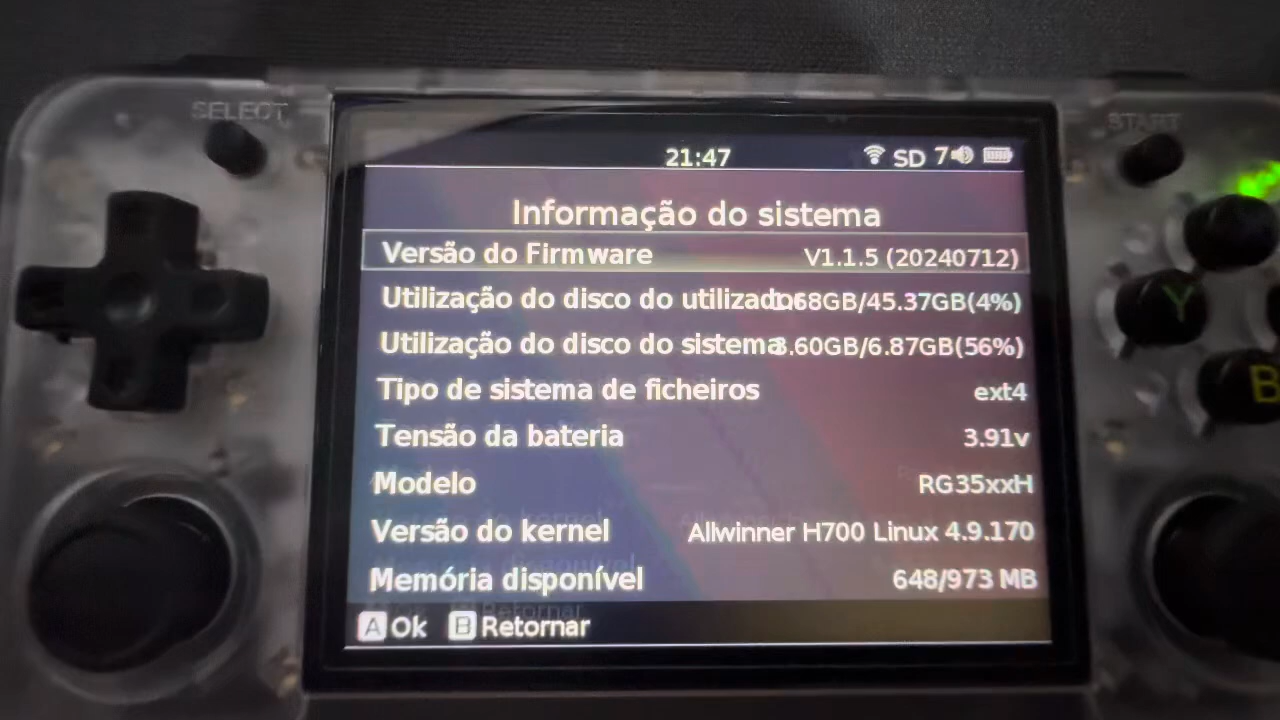 SELECT
START
21:47
SD 7
Informação do sistema
Versão do Firmware V1.1.5 (20240712)
Utilização do disco do utilizador 1.68GB/45.37GB(4%)
Utilização do disco do sistema 3.60GB/6.87GB(56%)
Tipo de sistema de ficheiros ext4
Tensão da bateria 3.91v
Modelo RG35xxH
Versão do kernel Allwinner H700 Linux 4.9.170
Memória disponível 648/973 MB
A Ok B Retornar
Y
B